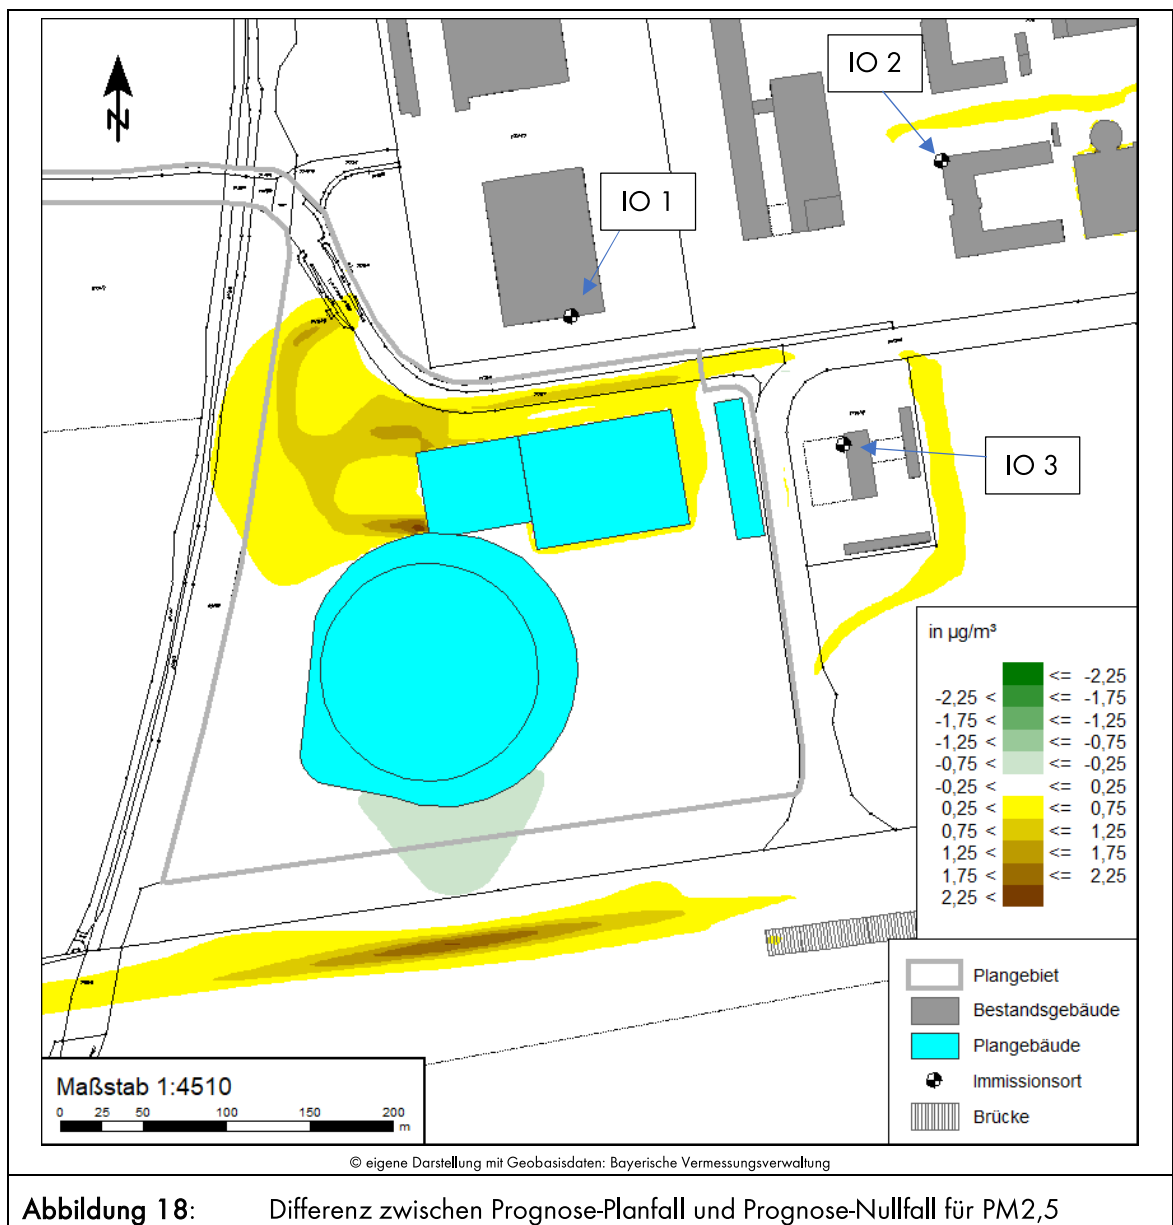 N
IO 1
IO 2
IO 3
in µg/m³
<= -2,25
-2,25 < <= -1,75
-1,75 < <= -1,25
-1,25 < <= -0,75
-0,75 < <= -0,25
-0,25 < <= 0,25
0,25 < <= 0,75
0,75 < <= 1,25
1,25 < <= 1,75
1,75 < <= 2,25
2,25 <
Plangebiet
Bestandsgebäude
Plangebäude
Immissionsort
Brücke
Maßstab 1:4510
0 25 50 100 150 200
m
© eigene Darstellung mit Geobasisdaten: Bayerische Vermessungsverwaltung
Abbildung 18: Differenz zwischen Prognose-Planfall und Prognose-Nullfall für PM2,5